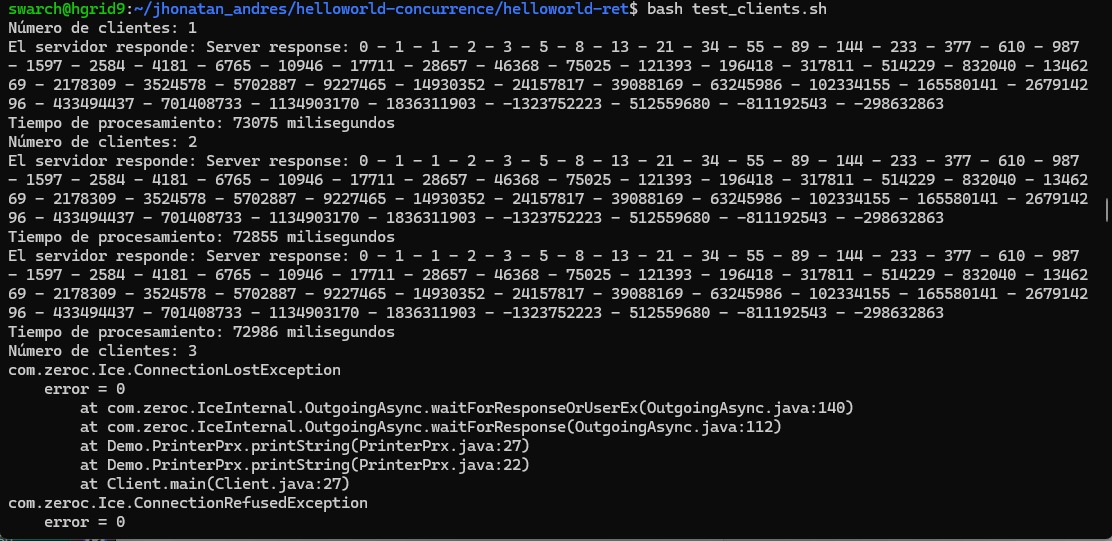 swarch@hgrid9:~/jhonatan_andres/helloworld-concurrence/helloworld-ret$ bash test_clients.sh
Número de clientes: 1
El servidor responde: Server response: 0 - 1 - 1 - 2 - 3 - 5 - 8 - 13 - 21 - 34 - 55 - 89 - 144 - 233 - 377 - 610 - 987
- 1597 - 2584 - 4181 - 6765 - 10946 - 17711 - 28657 - 46368 - 75025 - 121393 - 196418 - 317811 - 514229 - 832040 - 13462
69 - 2178309 - 3524578 - 5702887 - 9227465 - 14930352 - 24157817 - 39088169 - 63245986 - 102334155 - 165580141 - 2679142
96 - 433494437 - 701408733 - 1134903170 - 1836311903 - -1323752223 - 512559680 - -811192543 - -298632863
Tiempo de procesamiento: 73075 milisegundos
Número de clientes: 2
El servidor responde: Server response: 0 - 1 - 1 - 2 - 3 - 5 - 8 - 13 - 21 - 34 - 55 - 89 - 144 - 233 - 377 - 610 - 987
- 1597 - 2584 - 4181 - 6765 - 10946 - 17711 - 28657 - 46368 - 75025 - 121393 - 196418 - 317811 - 514229 - 832040 - 13462
69 - 2178309 - 3524578 - 5702887 - 9227465 - 14930352 - 24157817 - 39088169 - 63245986 - 102334155 - 165580141 - 2679142
96 - 433494437 - 701408733 - 1134903170 - 1836311903 - -1323752223 - 512559680 - -811192543 - -298632863
Tiempo de procesamiento: 72855 milisegundos
El servidor responde: Server response: 0 - 1 - 1 - 2 - 3 - 5 - 8 - 13 - 21 - 34 - 55 - 89 - 144 - 233 - 377 - 610 - 987
- 1597 - 2584 - 4181 - 6765 - 10946 - 17711 - 28657 - 46368 - 75025 - 121393 - 196418 - 317811 - 514229 - 832040 - 13462
69 - 2178309 - 3524578 - 5702887 - 9227465 - 14930352 - 24157817 - 39088169 - 63245986 - 102334155 - 165580141 - 2679142
96 - 433494437 - 701408733 - 1134903170 - 1836311903 - -1323752223 - 512559680 - -811192543 - -298632863
Tiempo de procesamiento: 72986 milisegundos
Número de clientes: 3
com.zeroc.Ice.ConnectionLostException
    error = 0
        at com.zeroc.IceInternal.OutgoingAsync.waitForResponseOrUserEx(OutgoingAsync.java:140)
        at com.zeroc.IceInternal.OutgoingAsync.waitForResponse(OutgoingAsync.java:112)
        at Demo.PrinterPrx.printString(PrinterPrx.java:27)
        at Demo.PrinterPrx.printString(PrinterPrx.java:22)
        at Client.main(Client.java:27)
com.zeroc.Ice.ConnectionRefusedException
    error = 0